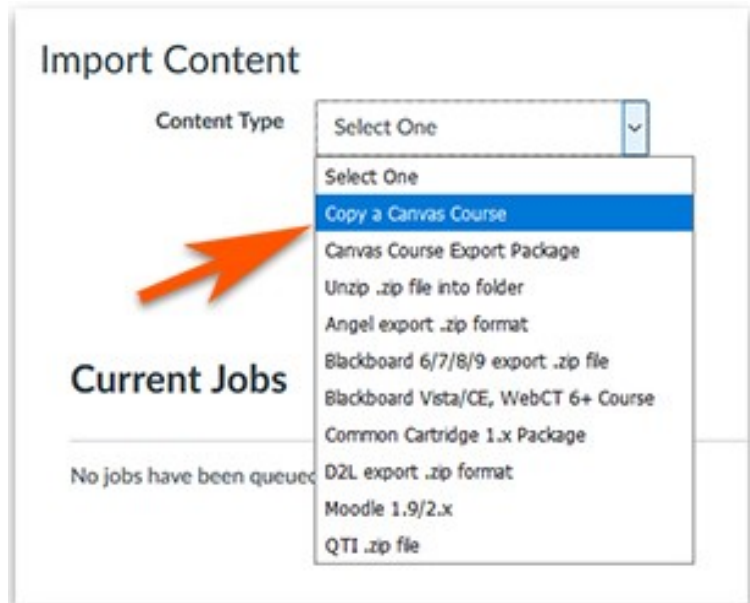 Import Content
Content Type
Select One
Select One
Copy a Canvas Course
Canvas Course Export Package
Unzip .zip file into folder
Angel export .zip format
Blackboard 6/7/8/9 export .zip file
Blackboard Vista/CE, WebCT 6+ Course
Common Cartridge 1.x Package
D2L export .zip format
Moodle 1.9/2.x
QTI .zip file
Current Jobs
No jobs have been queued